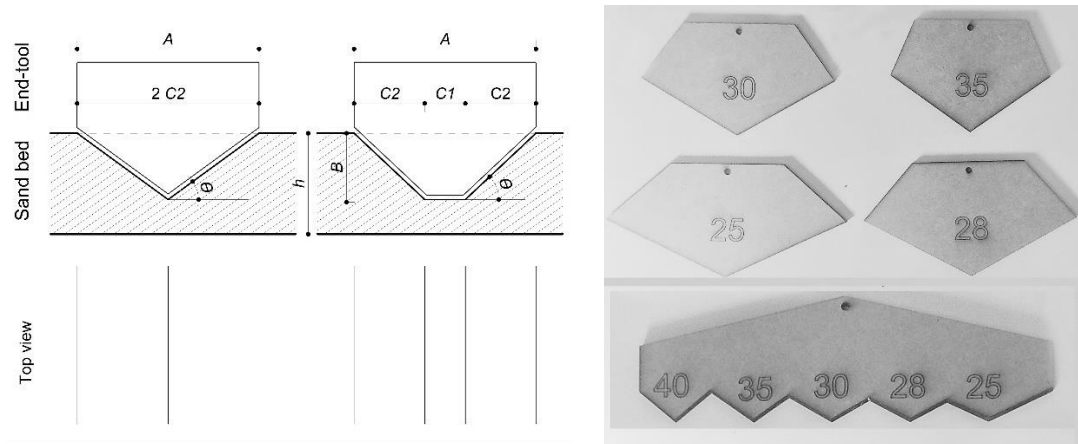 End-tool
Sand bed
Top view
A
2 C2
θ
h
A
C2 C1 C2
B
θ
30
35
25
28
40 35 30 28 25